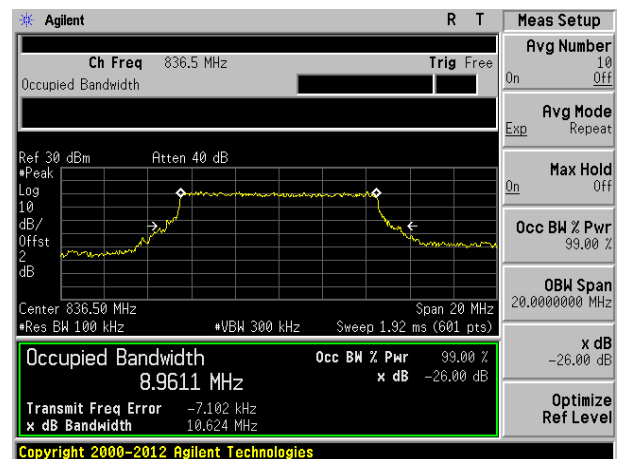 Agilent R T
Ch Freq 836.5 MHz Trig Free
Occupied Bandwidth
Ref 30 dBm Atten 40 dB
#Peak
Log
10
dB/
Offst
2
dB
Center 836.50 MHz Span 20 MHz
#Res BW 100 kHz #VBW 300 kHz Sweep 1.92 ms (601 pts)
Occupied Bandwidth Occ BW % Pwr 99.00 %
8.9611 MHz x dB -26.00 dB
Transmit Freq Error -7.102 kHz
x dB Bandwidth 10.624 MHz
Copyright 2000-2012 Agilent Technologies
Meas Setup
Avg Number
10
On Off
Avg Mode
Exp Repeat
Max Hold
On Off
Occ BW % Pwr
99.00 %
OBW Span
20.0000000 MHz
x dB
-26.00 dB
Optimize
Ref Level